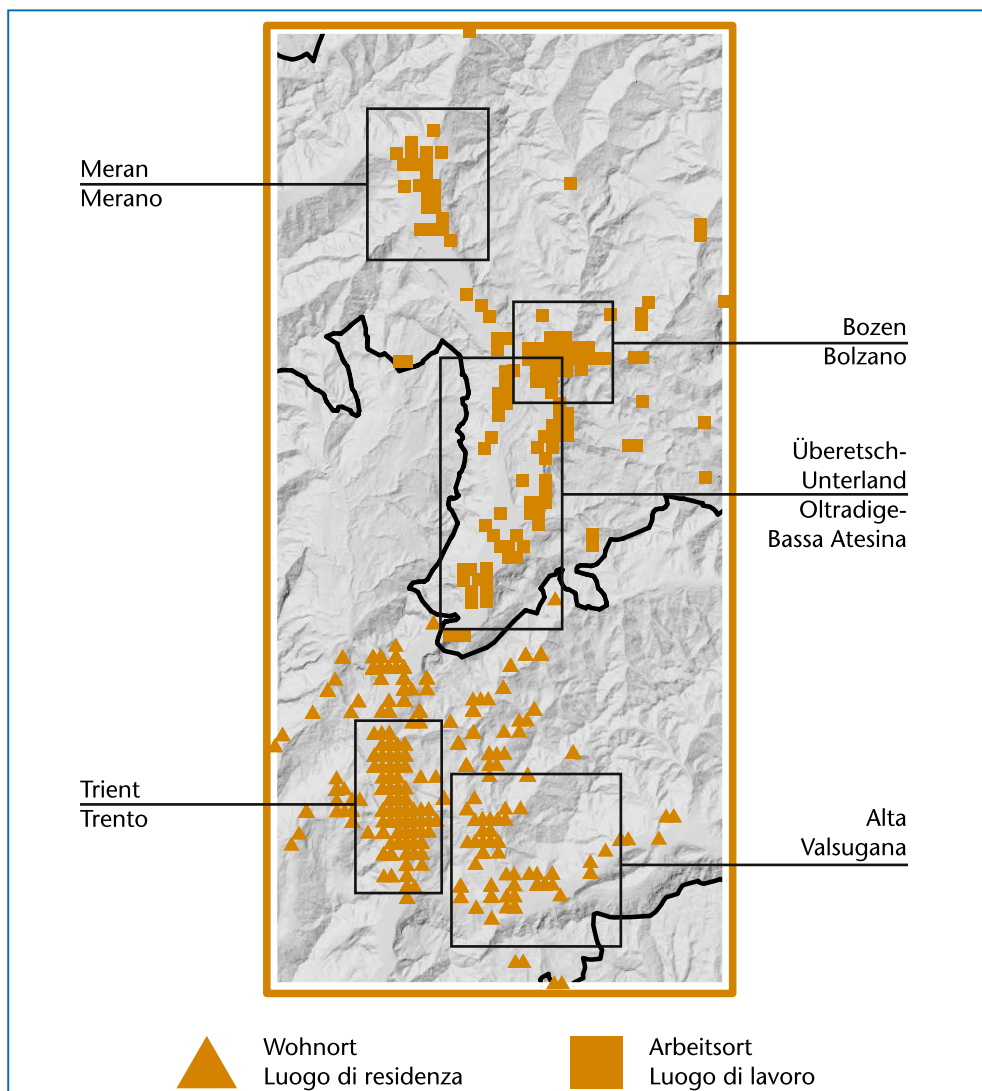 Meran
Merano
Bozen
Bolzano
Überetsch-
Unterland
Oltradige-
Bassa Atesina
Trient
Trento
Alta
Valsugana
Wohnort
Luogo di residenza
Arbeitsort
Luogo di lavoro